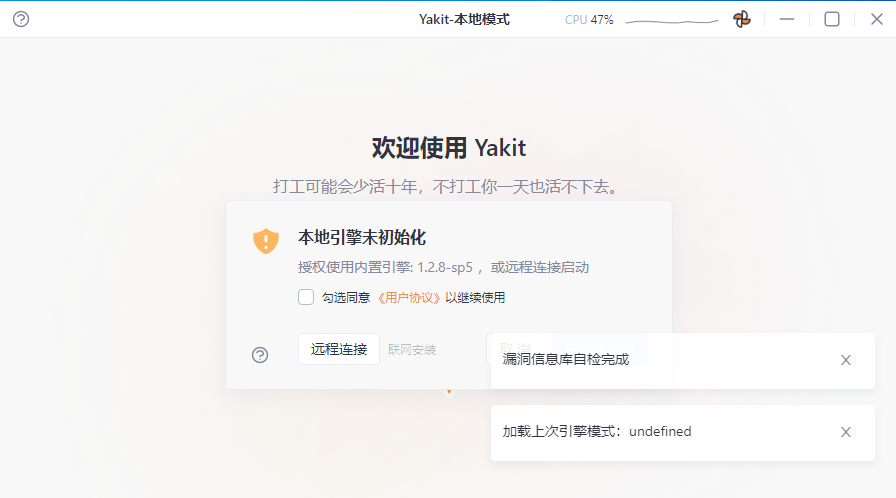 Yakit-本地模式
CPU 47%
欢迎使用 Yakit
打工可能会少活十年，不打工你一天也活不下去。
本地引擎未初始化
授权使用内置引擎: 1.2.8-sp5 ，或远程连接启动
勾选同意 《用户协议》以继续使用
远程连接 联网安装 取 消
漏洞信息库自检完成
加载上次引擎模式：undefined